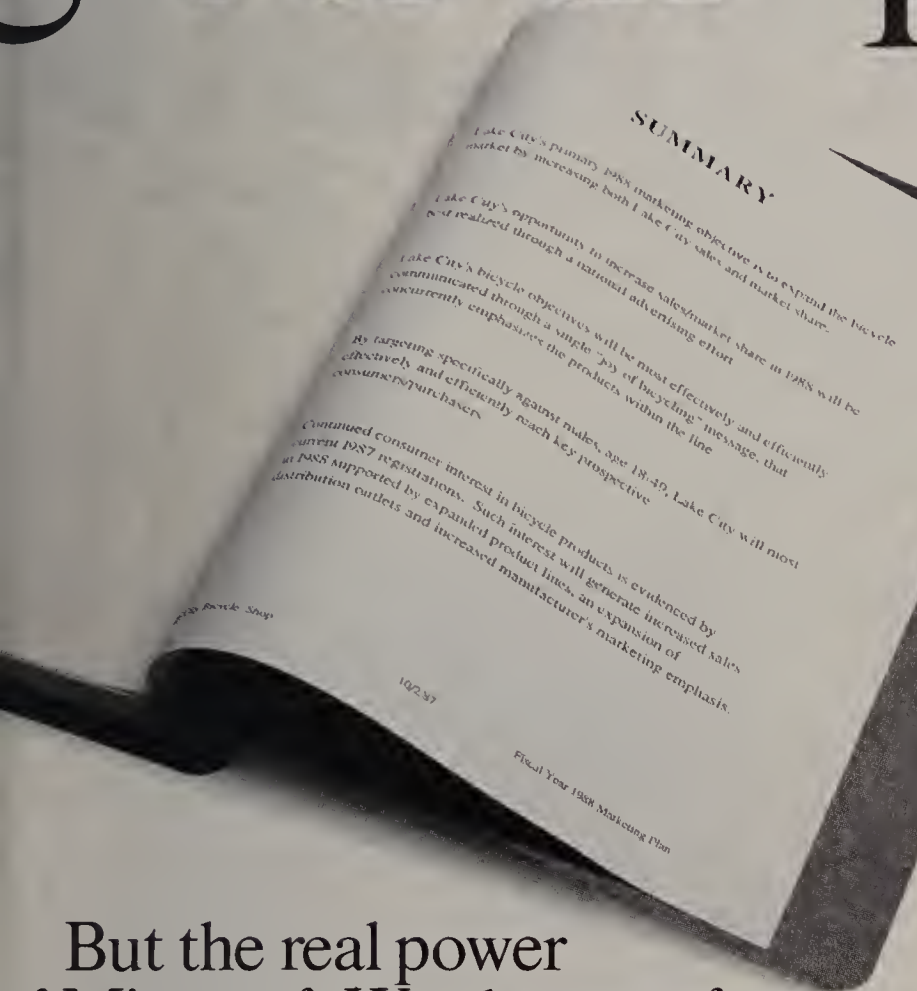 SUMMARY
Lake City's primary 1988 marketing objective is to expand the bicycle
market by increasing both Lake City sales and market share.
Lake City's opportunity to increase sales/market share in 1988 will be
best realized through a national advertising effort
Lake City's bicycle objectives will be most effectively and efficiently
communicated through a single "joy of bicycling" message, that
concurrently emphasizes the products within the line
By targeting specifically against males, age 18-49, Lake City will most
effectively and efficiently reach key prospective
consumers/purchasers
Continued consumer interest in bicycle products is evidenced by
current 1987 registrations. Such interest will generate increased sales
in 1988 supported by expanded product lines, an expansion of
distribution outlets and increased manufacturer's marketing emphasis.
Bicycle Shop
10/2/87
Fiscal Year 1988 Marketing Plan
But the real power